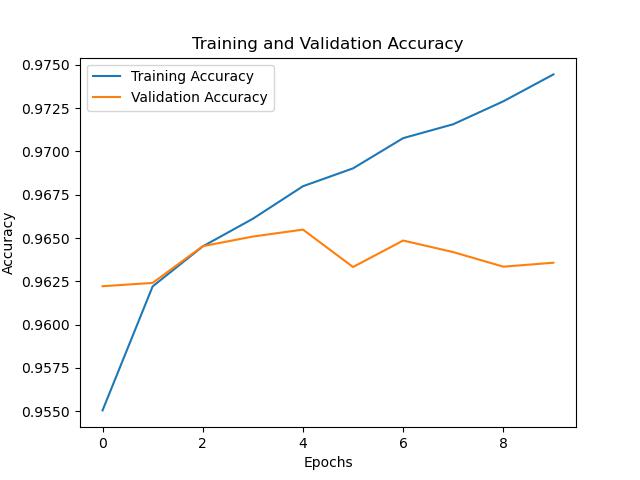 Training and Validation Accuracy
0.9750
0.9725
0.9700
0.9675
0.9650
0.9625
0.9600
0.9575
0.9550
Accuracy
Training Accuracy
Validation Accuracy
0 2 4 6 8
Epochs